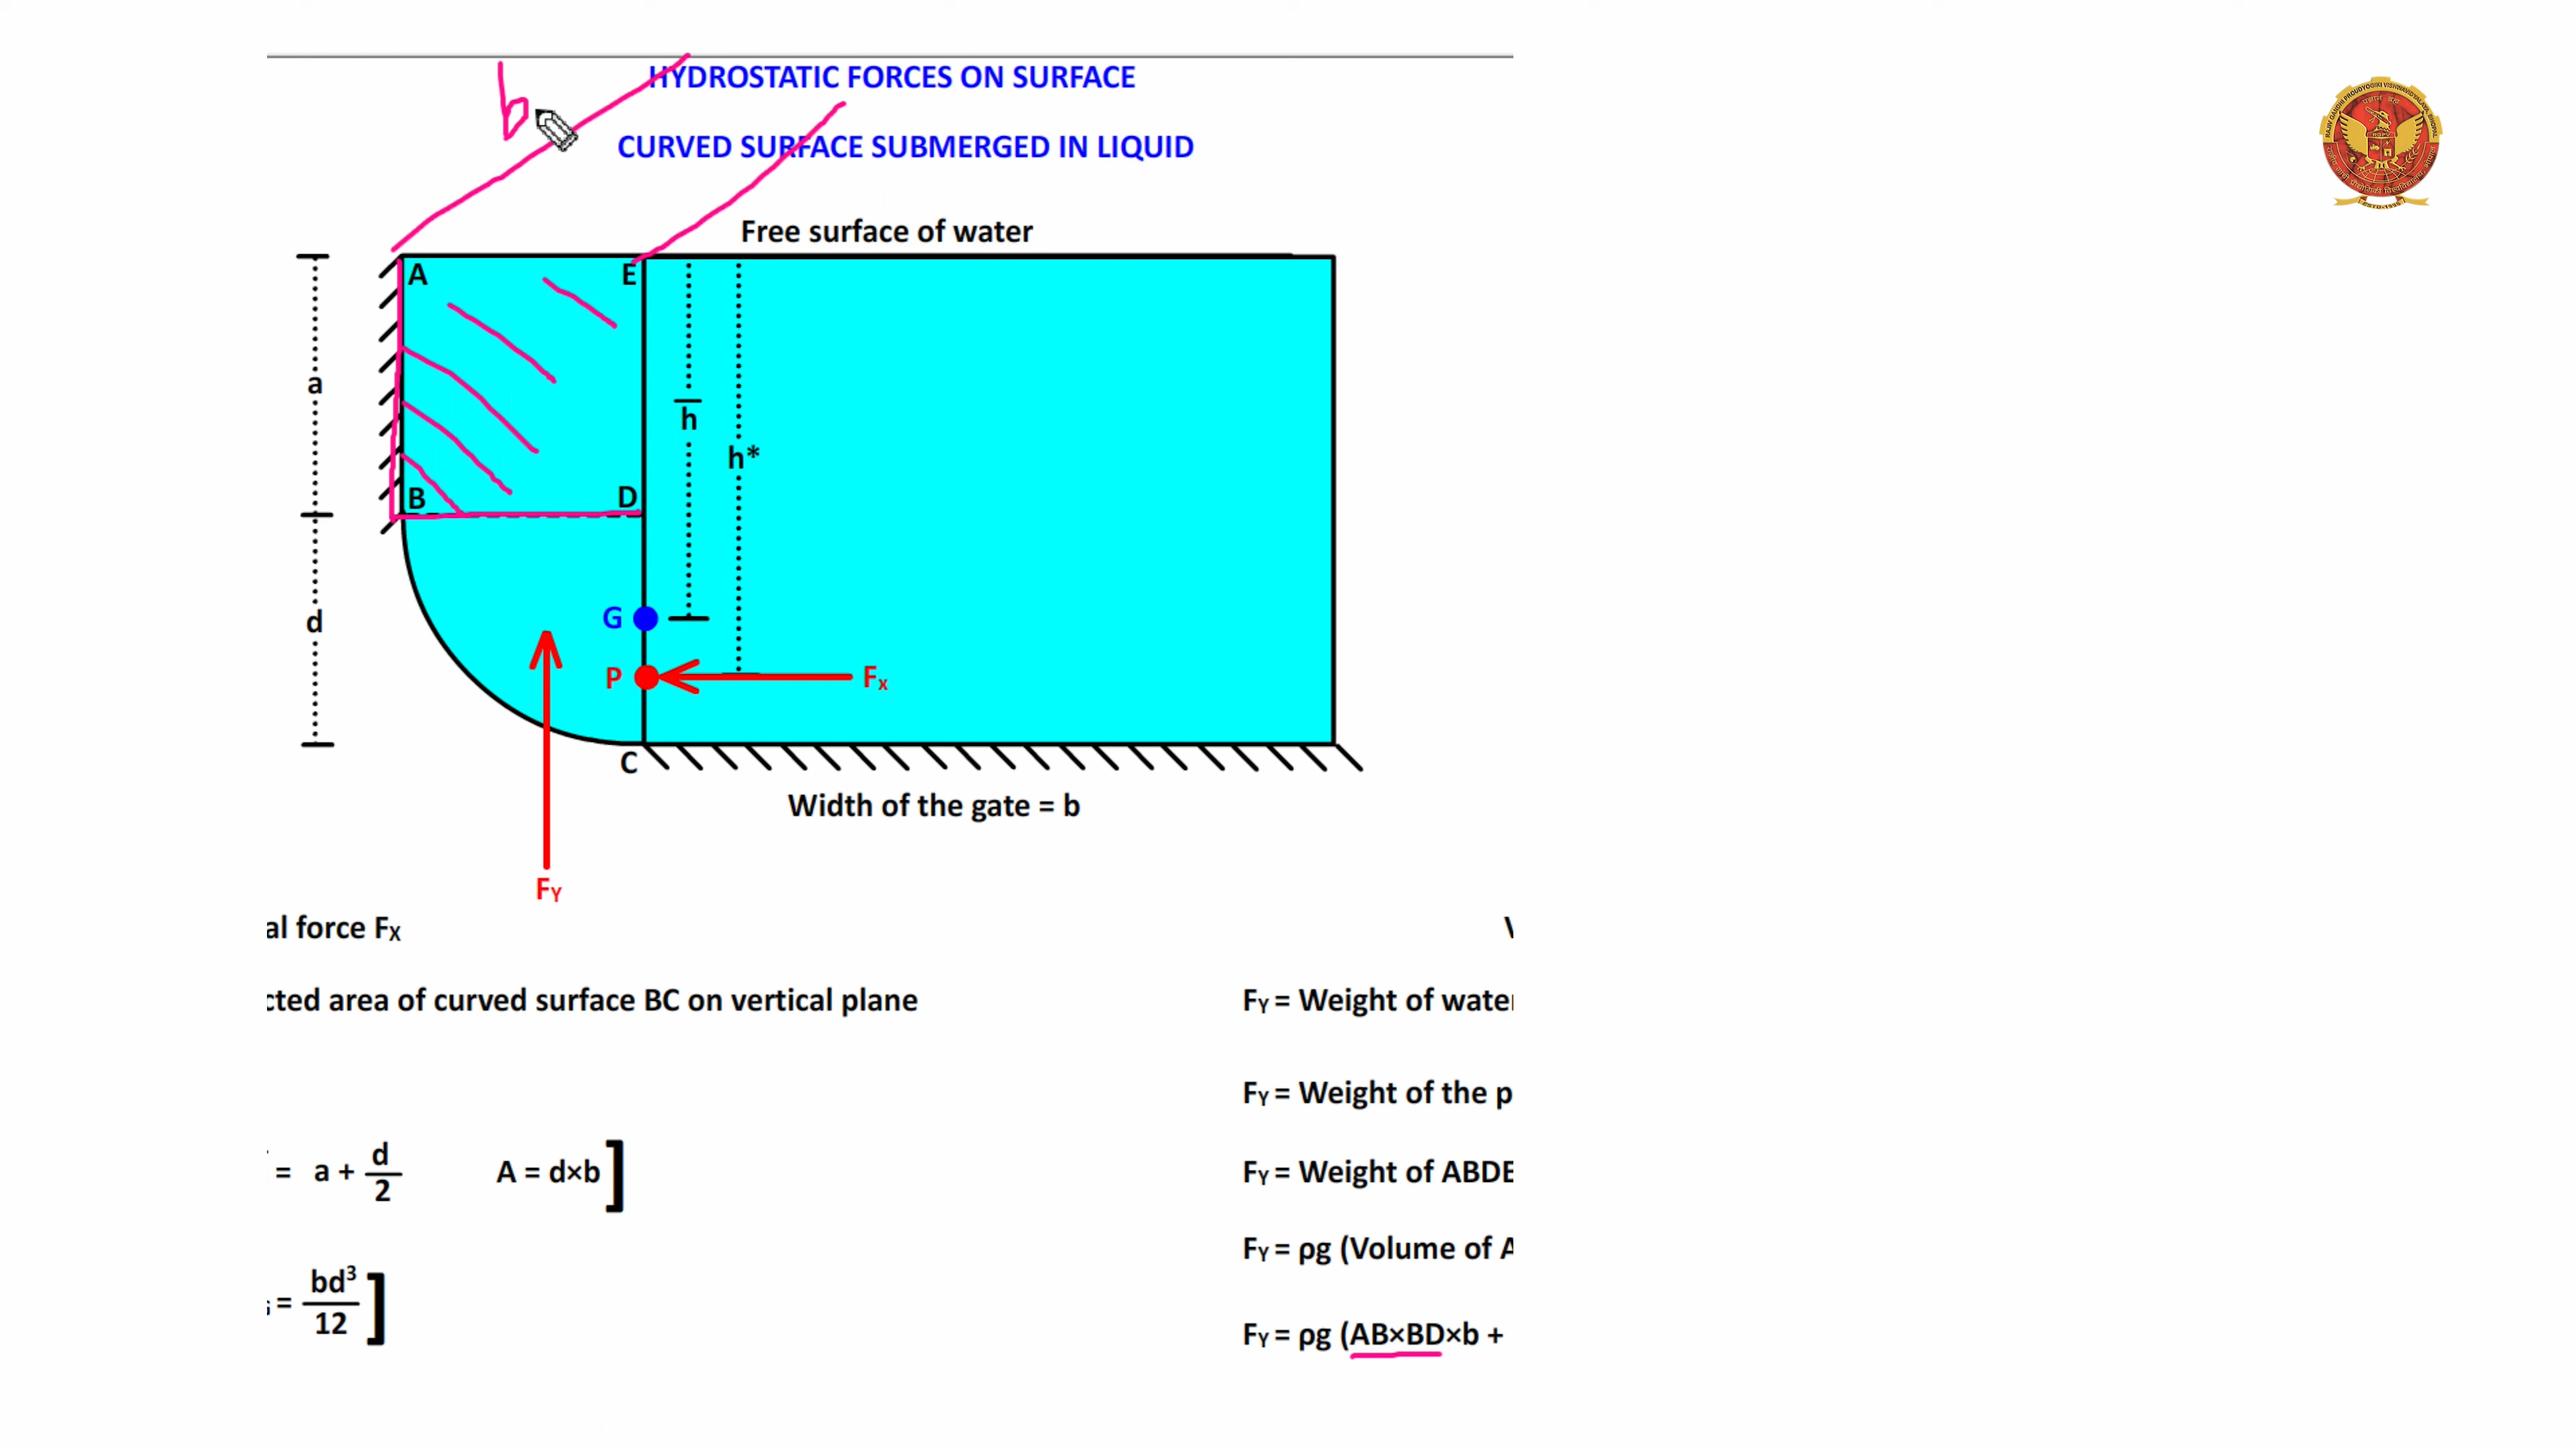 b
HYDROSTATIC FORCES ON SURFACE
CURVED SURFACE SUBMERGED IN LIQUID
Free surface of water
A
E
a
h
h*
B
D
d
G
P
Fx
C
Width of the gate = b
FY
al force FX
cted area of curved surface BC on vertical plane
FY = Weight of water
FY = Weight of the p
= a + d/2 A = d×b ]
FY = Weight of ABDE
FY = ρg (Volume of A
= bd³/12 ]
FY = ρg (AB×BD×b +